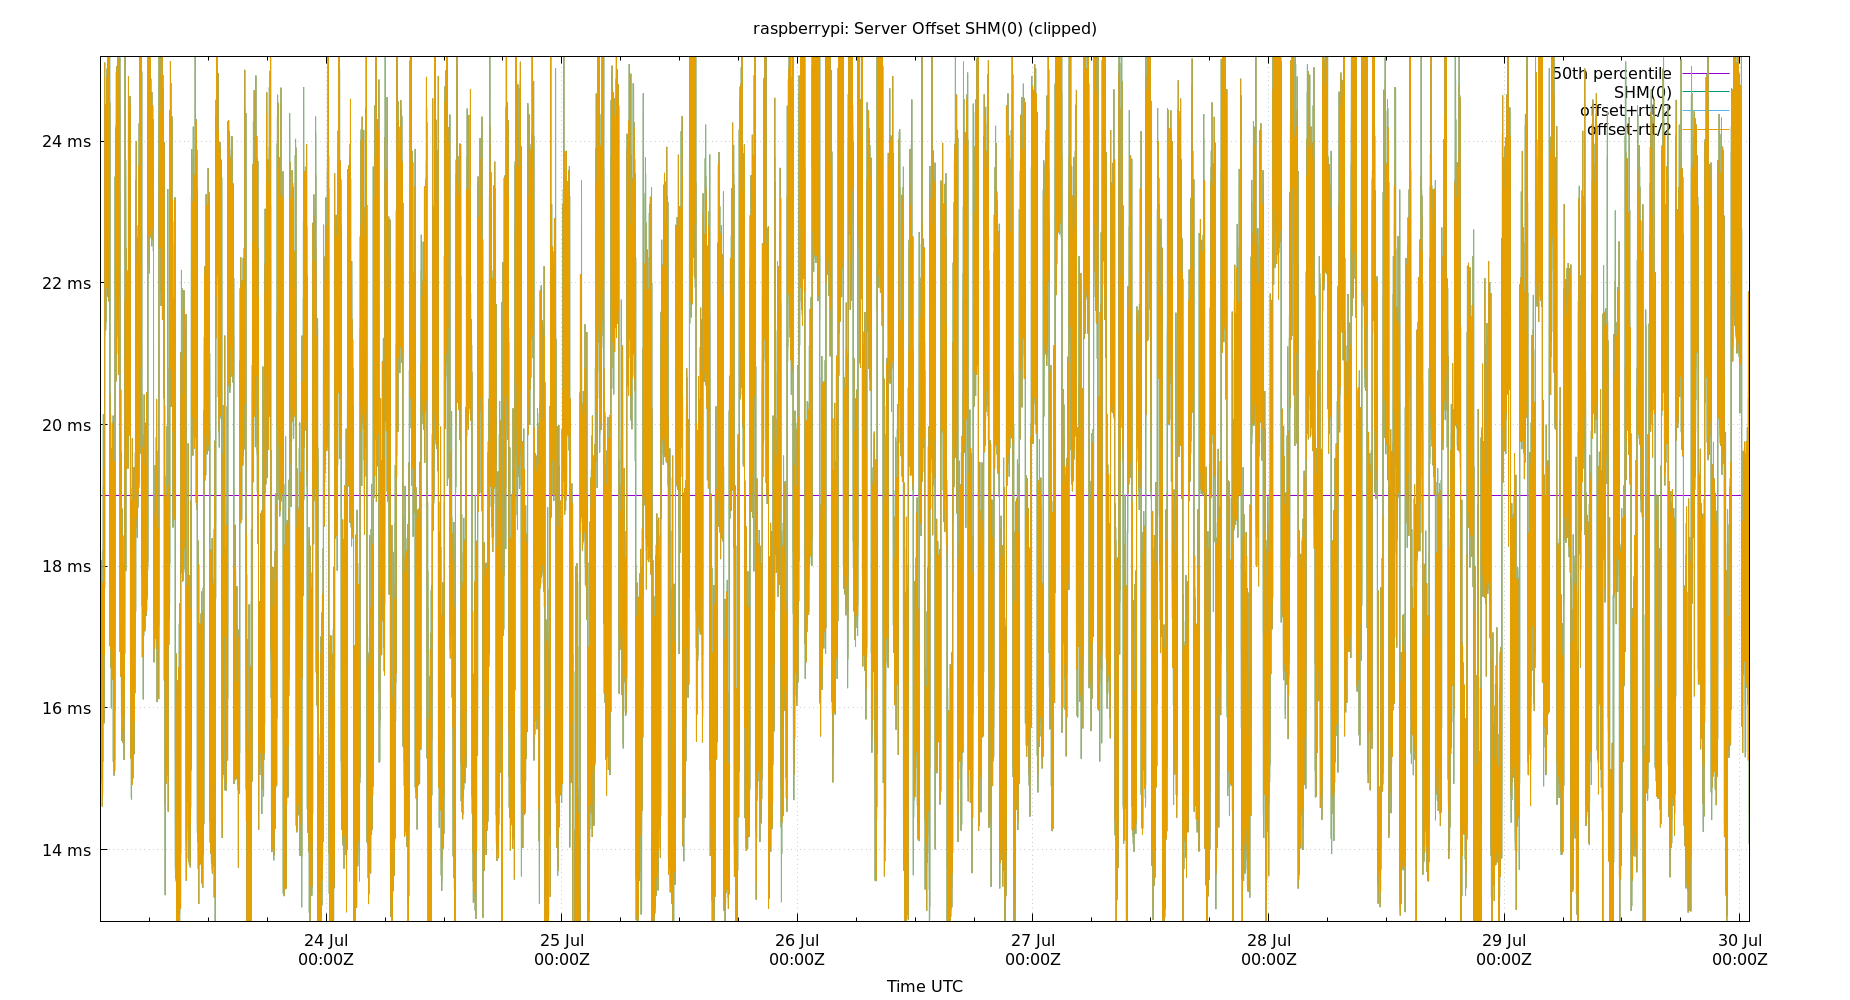 raspberrypi: Server Offset SHM(0) (clipped)
50th percentile
SHM(0)
offset+rtt/2
offset-rtt/2
24 ms
22 ms
20 ms
18 ms
16 ms
14 ms
24 Jul 25 Jul 26 Jul 27 Jul 28 Jul 29 Jul 30 Jul
00:00Z 00:00Z 00:00Z 00:00Z 00:00Z 00:00Z 00:00Z
Time UTC